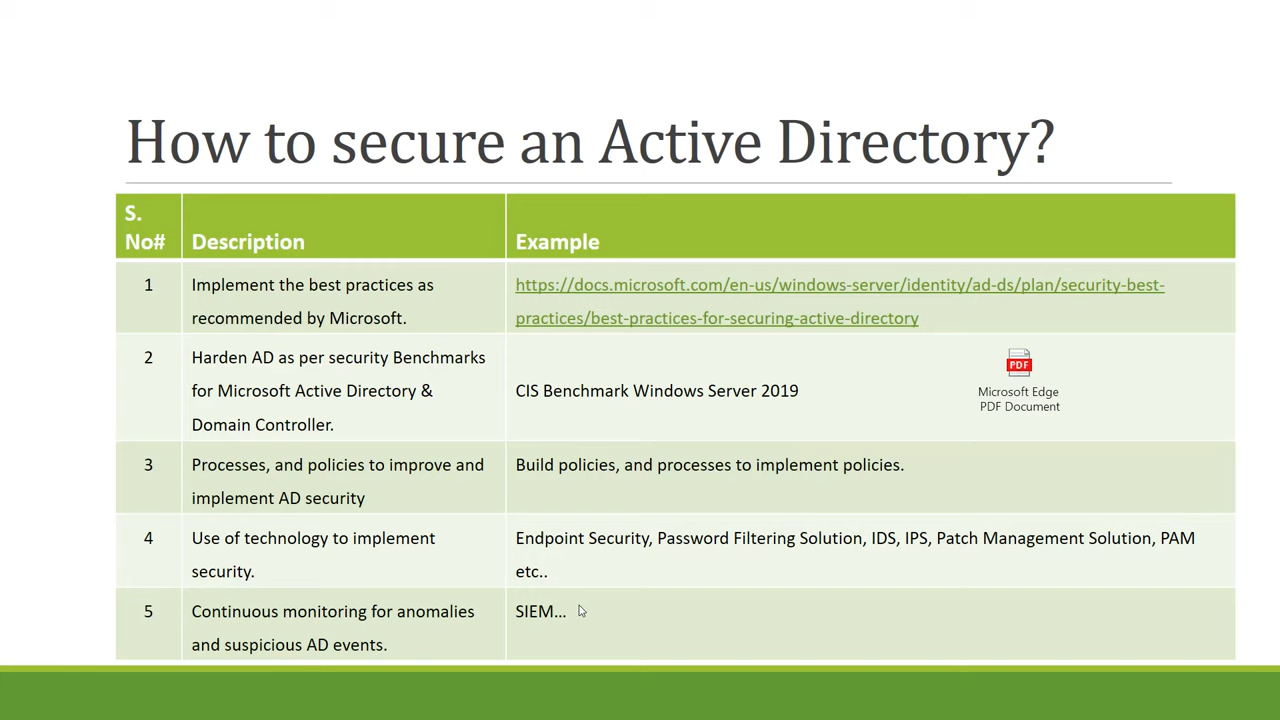 How to secure an Active Directory?
S.
No#
Description
Example
1
Implement the best practices as
recommended by Microsoft.
https://docs.microsoft.com/en-us/windows-server/identity/ad-ds/plan/security-best-
practices/best-practices-for-securing-active-directory
2
Harden AD as per security Benchmarks
for Microsoft Active Directory &
Domain Controller.
CIS Benchmark Windows Server 2019
PDF
Microsoft Edge
PDF Document
3
Processes, and policies to improve and
implement AD security
Build policies, and processes to implement policies.
4
Use of technology to implement
security.
Endpoint Security, Password Filtering Solution, IDS, IPS, Patch Management Solution, PAM
etc..
5
Continuous monitoring for anomalies
and suspicious AD events.
SIEM...